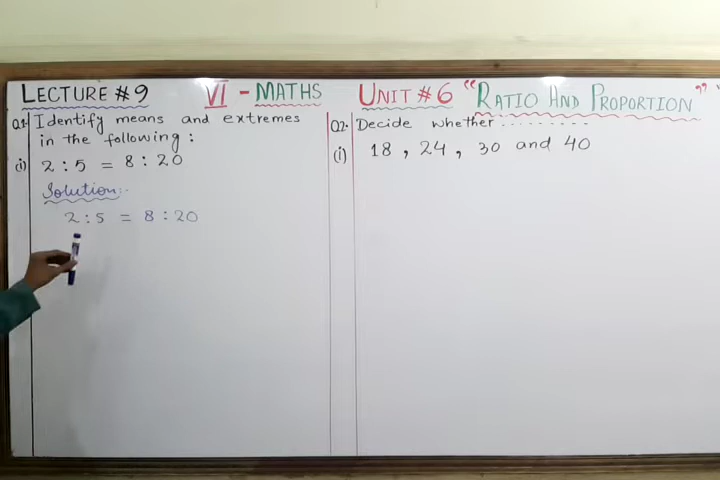 LECTURE #9 VI - MATHS UNIT #6 "RATIO AND PROPORTION"
Q1. Identify means and extremes
in the following :
(i) 2 : 5 = 8 : 20
Solution:-
2 : 5 = 8 : 20
Q2. Decide whether .........
(i) 18 , 24 , 30 and 40